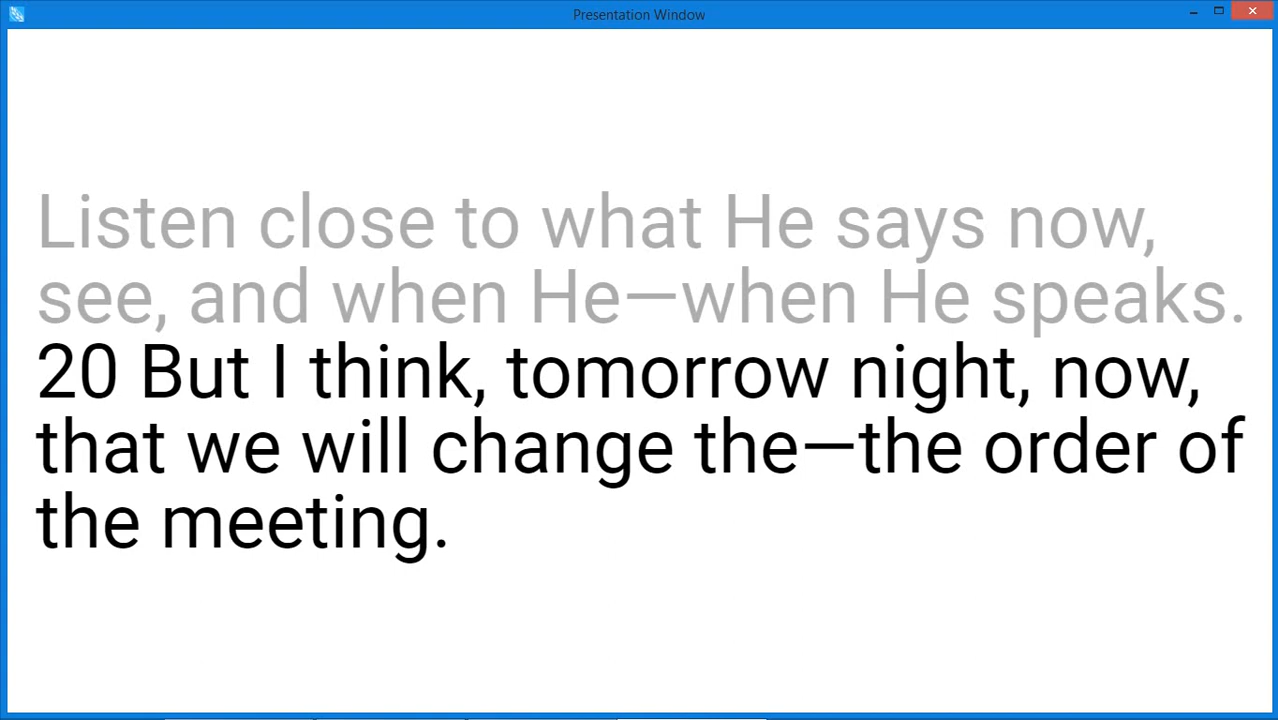 Presentation Window
Listen close to what He says now,
see, and when He—when He speaks.
20 But I think, tomorrow night, now,
that we will change the—the order of
the meeting.